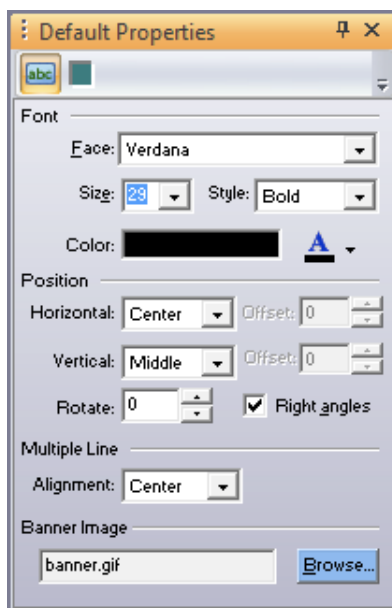 Default Properties
abc
Font
Face: Verdana
Size: 29 Style: Bold
Color: A
Position
Horizontal: Center Offset: 0
Vertical: Middle Offset: 0
Rotate: 0 Right angles
Multiple Line
Alignment: Center
Banner Image
banner.gif Browse...